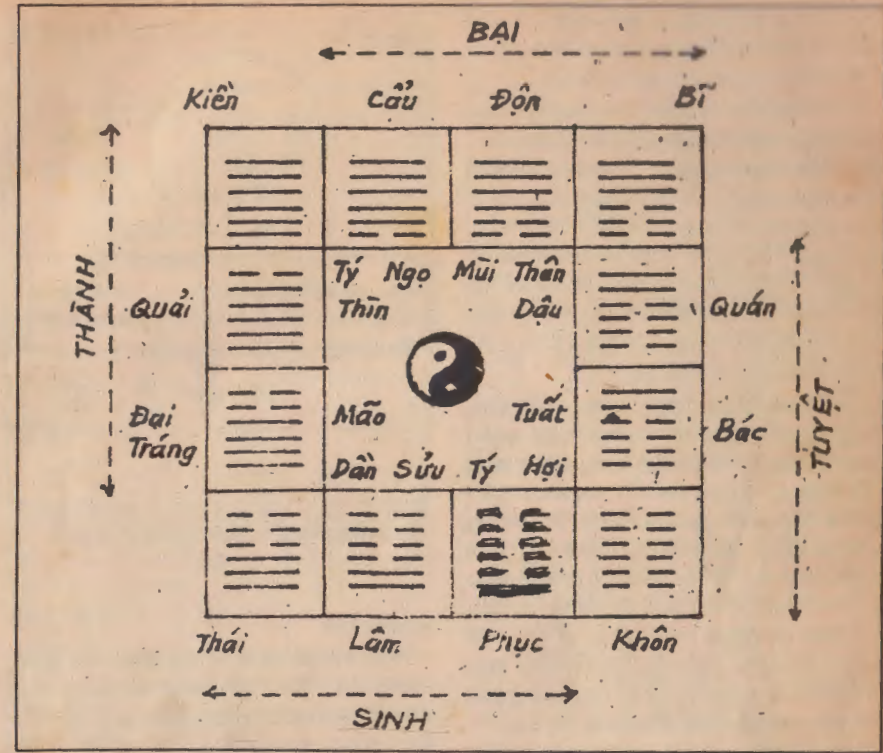 BẠI
Kiền Cẩu Độn Bĩ
THÀNH
Quải
Tý Ngọ Mùi Thân
Thìn Dậu
Quán
Đại
Tráng
Mão Tuất
Bác
TUYỆT
Dần Sửu Tý Hợi
Thái Lâm Phục Khôn
SINH